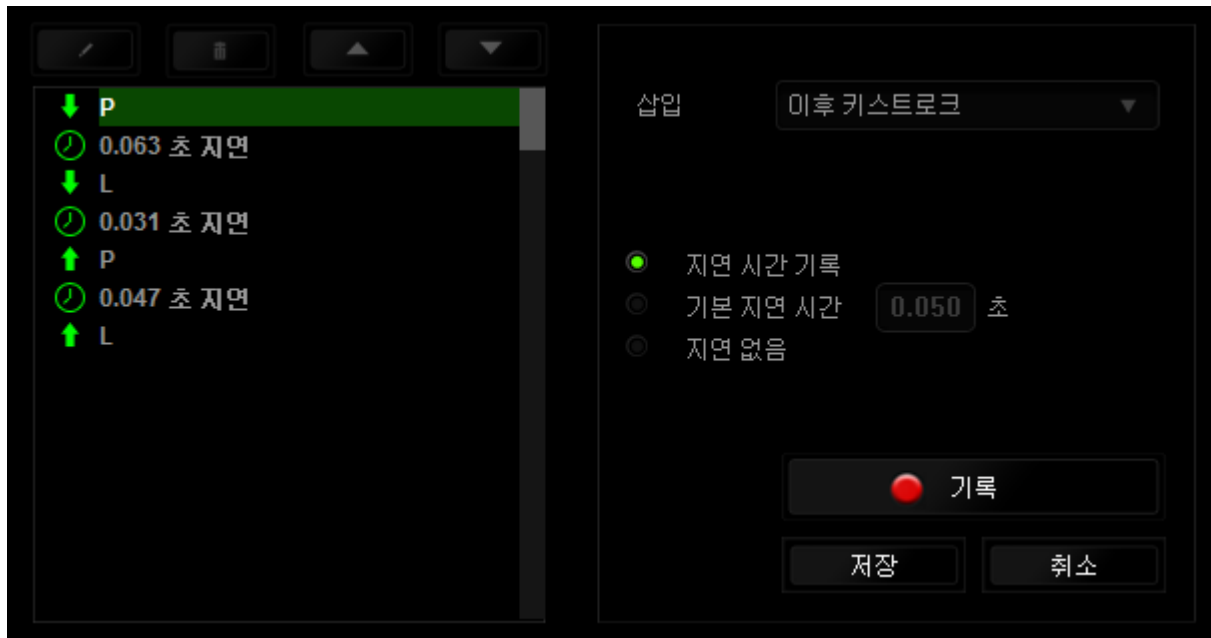 P
0.063 초 지연
L
0.031 초 지연
P
0.047 초 지연
L
삽입 이후 키스트로크
지연 시간 기록
기본 지연 시간 0.050 초
지연 없음
기록
저장 취소